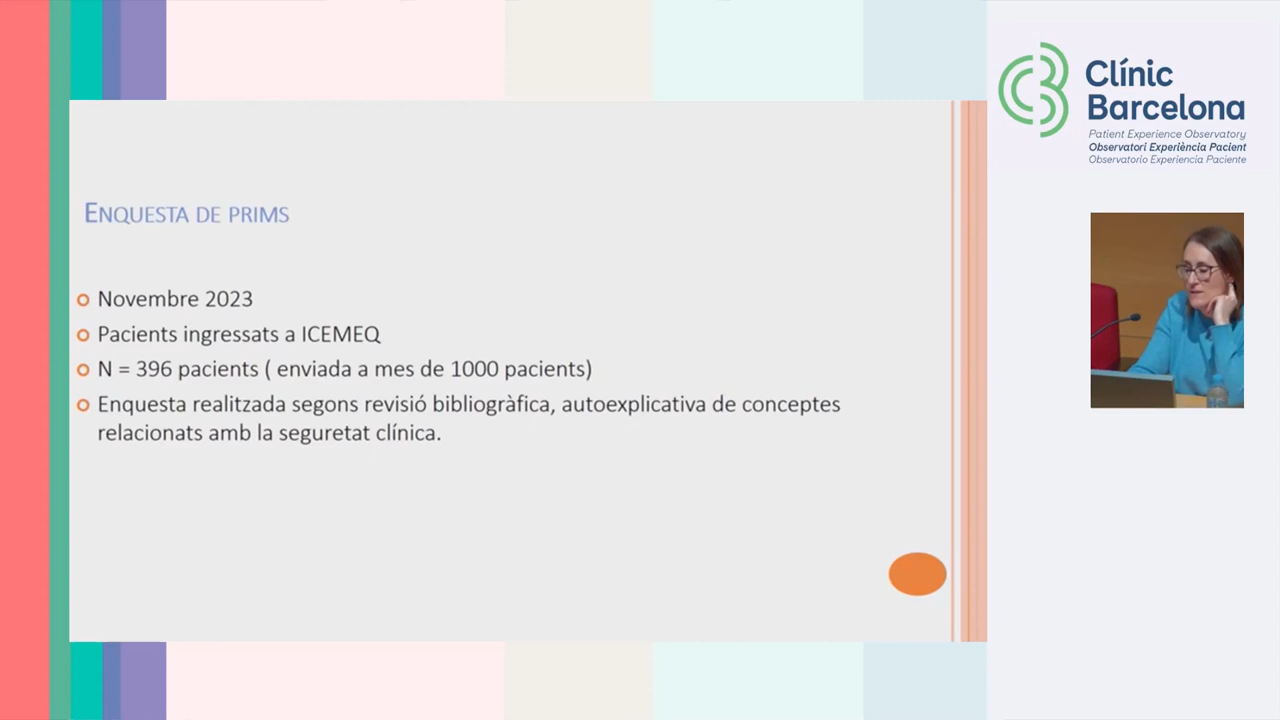 Clínic
Barcelona
Patient Experience Observatory
Observatori Experiència Pacient
Observatorio Experiencia Paciente
ENQUESTA DE PRIMS
Novembre 2023
Pacients ingressats a ICEMEQ
N = 396 pacients ( enviada a mes de 1000 pacients)
Enquesta realitzada segons revisió bibliogràfica, autoexplicativa de conceptes
relacionats amb la seguretat clínica.